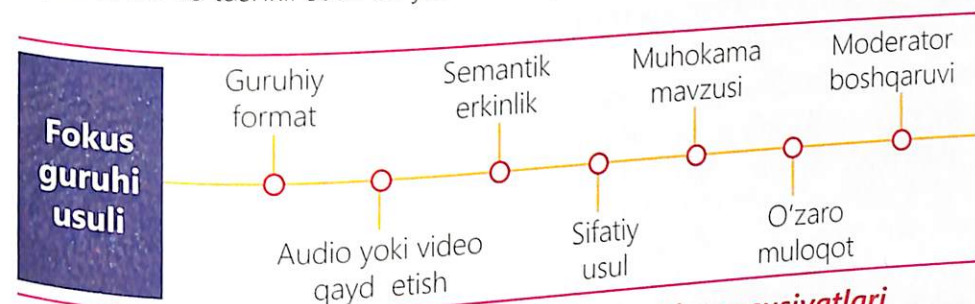 Fokus
guruhi
usuli
Guruhiy
format
Audio yoki video
qayd etish
Semantik
erkinlik
Sifatiy
usul
Muhokama
mavzusi
O'zaro
muloqot
Moderator
boshqaruvi